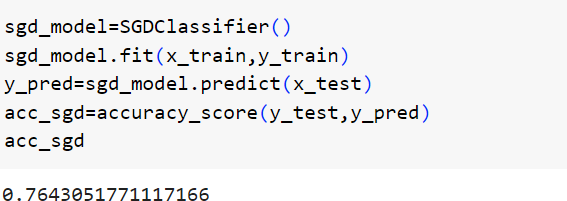 sgd_model=SGDClassifier()
sgd_model.fit(x_train,y_train)
y_pred=sgd_model.predict(x_test)
acc_sgd=accuracy_score(y_test,y_pred)
acc_sgd
0.7643051771117166